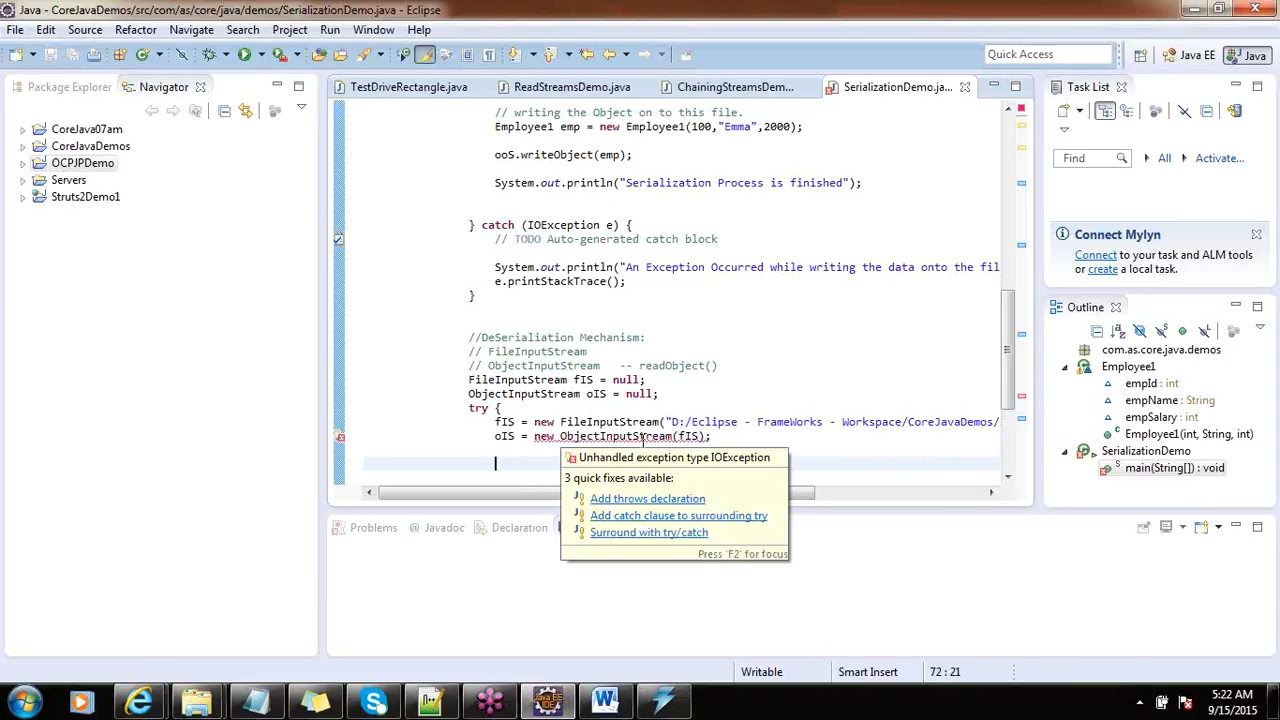 Java - CoreJavaDemos/src/com/as/core/java/demos/SerializationDemo.java - Eclipse
File Edit Source Refactor Navigate Search Project Run Window Help
Quick Access
Java EE
Java
Package Explorer
Navigator
TestDriveRectangle.java
ReadStreamsDemo.java
ChainingStreamsDem...
SerializationDemo.ja...
Task List
CoreJava07am
CoreJavaDemos
OCPJPDemo
Servers
Struts2Demo1
// writing the Object on to this file.
Employee1 emp = new Employee1(100,"Emma",2000);
ooS.writeObject(emp);
System.out.println("Serialization Process is finished");
} catch (IOException e) {
// TODO Auto-generated catch block
System.out.println("An Exception Occurred while writing the data onto the fil
e.printStackTrace();
}
//DeSerialiation Mechanism:
// FileInputStream
// ObjectInputStream -- readObject()
FileInputStream fIS = null;
ObjectInputStream oIS = null;
try {
fIS = new FileInputStream("D:/Eclipse - FrameWorks - Workspace/CoreJavaDemos/
oIS = new ObjectInputStream(fIS);
Unhandled exception type IOException
3 quick fixes available:
Add throws declaration
Add catch clause to surrounding try
Surround with try/catch
Press 'F2' for focus
Find
All
Activate...
Connect Mylyn
Connect to your task and ALM tools
or create a local task.
Outline
com.as.core.java.demos
Employee1
empId : int
empName : String
empSalary : int
Employee1(int, String, int)
SerializationDemo
main(String[]) : void
Problems
Javadoc
Declaration
Writable
Smart Insert
72 : 21
5:22 AM
9/15/2015